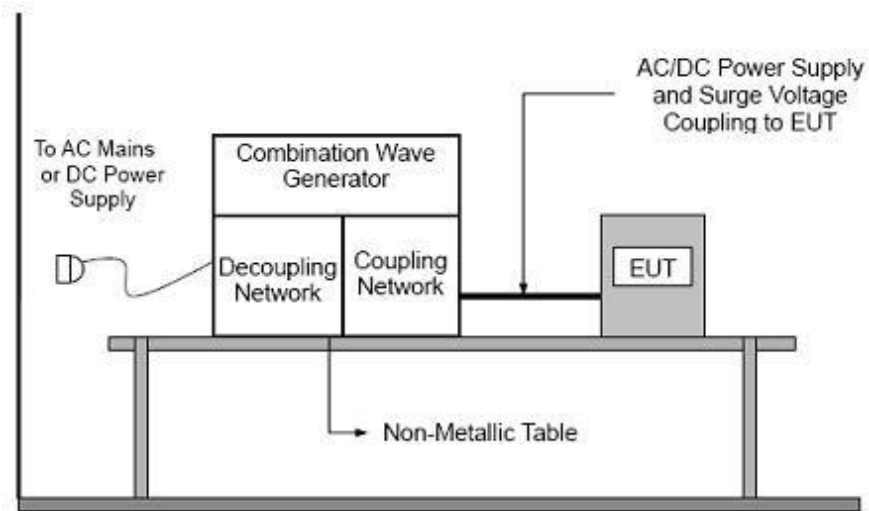 AC/DC Power Supply
and Surge Voltage
Coupling to EUT
To AC Mains
or DC Power
Supply
Combination Wave
Generator
Decoupling
Network
Coupling
Network
EUT
Non-Metallic Table